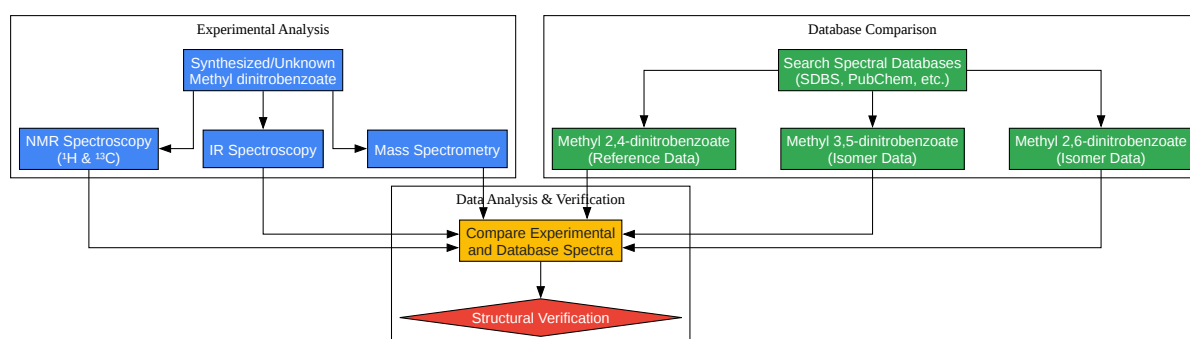 Experimental Analysis
Synthesized/Unknown
Methyl dinitrobenzoate
NMR Spectroscopy
(¹H & ¹³C)
IR Spectroscopy
Mass Spectrometry
Database Comparison
Search Spectral Databases
(SDBS, PubChem, etc.)
Methyl 2,4-dinitrobenzoate
(Reference Data)
Methyl 3,5-dinitrobenzoate
(Isomer Data)
Methyl 2,6-dinitrobenzoate
(Isomer Data)
Data Analysis & Verification
Compare Experimental
and Database Spectra
Structural Verification